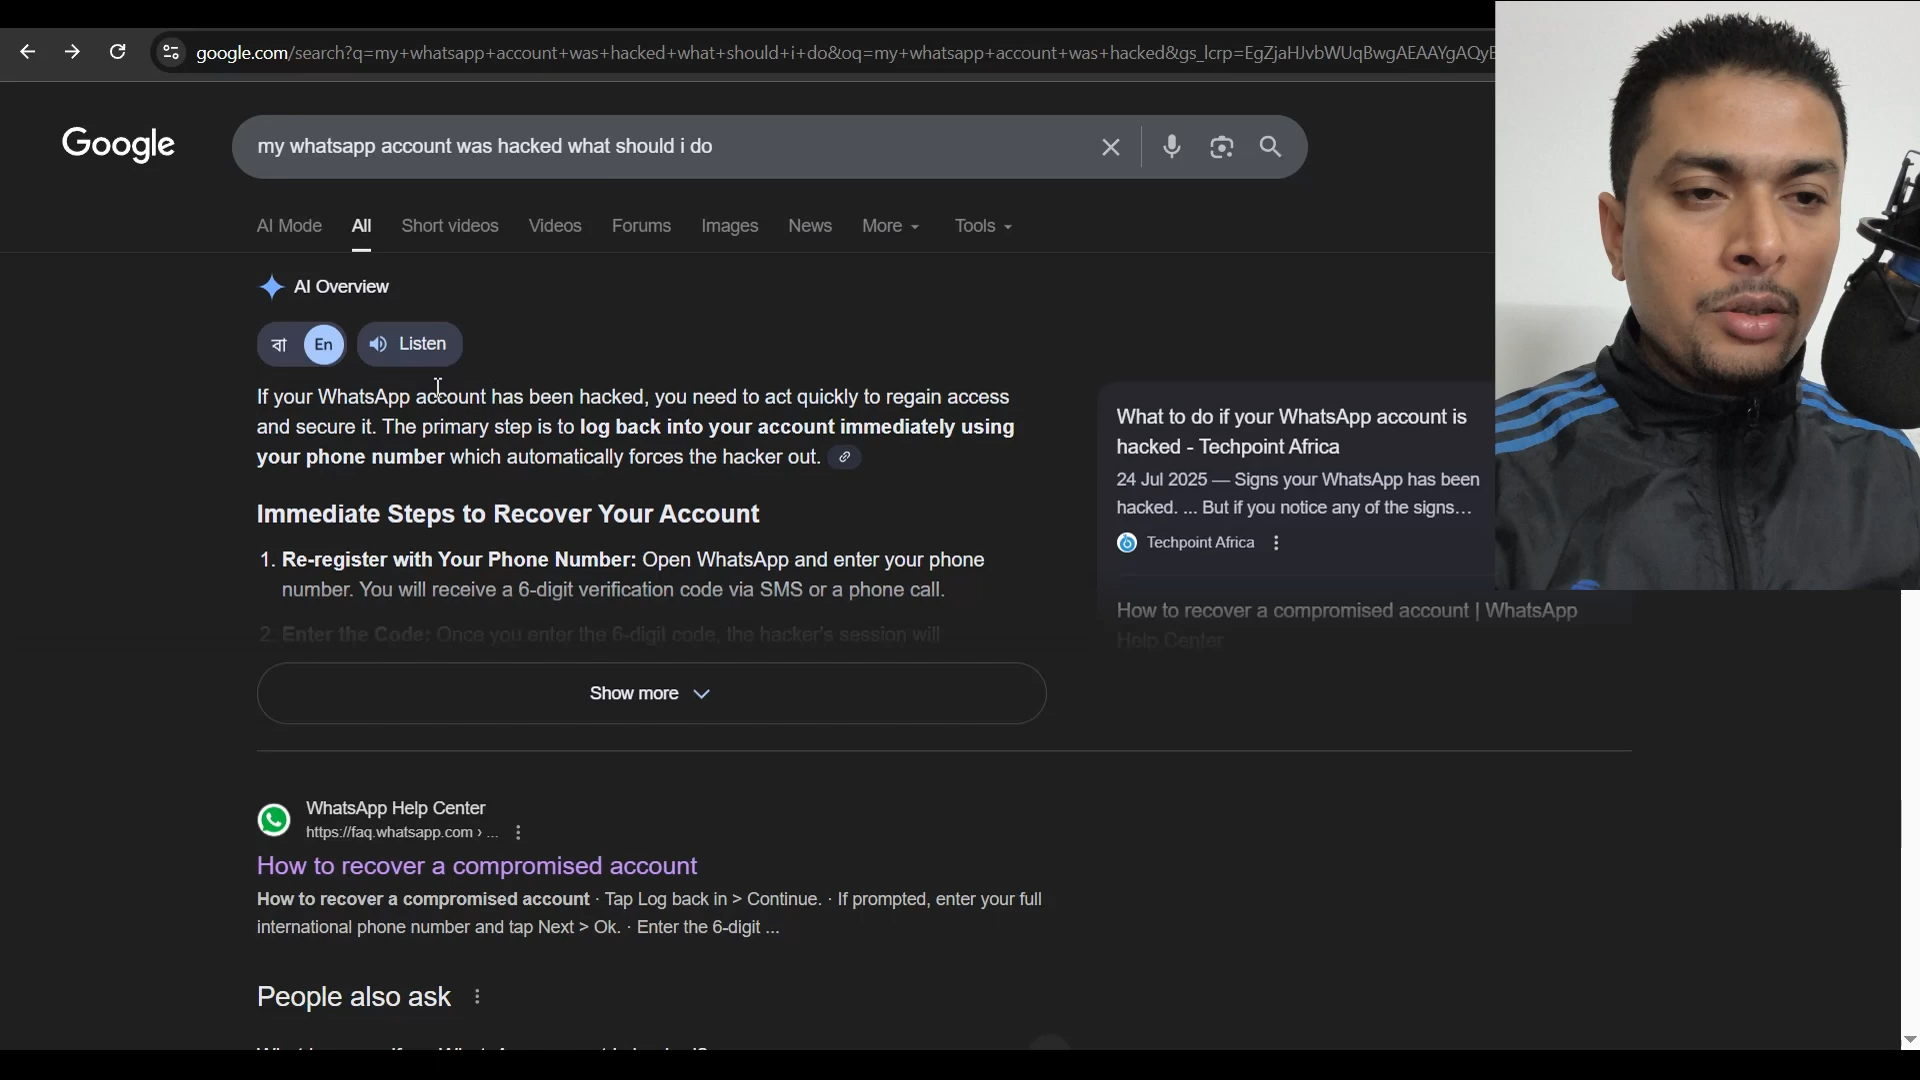 google.com/search?q=my+whatsapp+account+was+hacked+what+should+i+do&oq=my+whatsapp+account+was+hacked&gs_lcrp=EgZjaHJvbWUqBwgAEAAYgAQyB
Google
my whatsapp account was hacked what should i do
AI Mode All Short videos Videos Forums Images News More Tools
AI Overview
বা En Listen
If your WhatsApp account has been hacked, you need to act quickly to regain access
and secure it. The primary step is to log back into your account immediately using
your phone number which automatically forces the hacker out.
Immediate Steps to Recover Your Account
1. Re-register with Your Phone Number: Open WhatsApp and enter your phone
number. You will receive a 6-digit verification code via SMS or a phone call.
2. Enter the Code: Once you enter the 6-digit code, the hacker's session will
Show more
What to do if your WhatsApp account is
hacked - Techpoint Africa
24 Jul 2025 — Signs your WhatsApp has been
hacked. ... But if you notice any of the signs...
Techpoint Africa
How to recover a compromised account | WhatsApp
Help Center
WhatsApp Help Center
https://faq.whatsapp.com › ...
How to recover a compromised account
How to recover a compromised account · Tap Log back in > Continue. · If prompted, enter your full
international phone number and tap Next > Ok. · Enter the 6-digit ...
People also ask